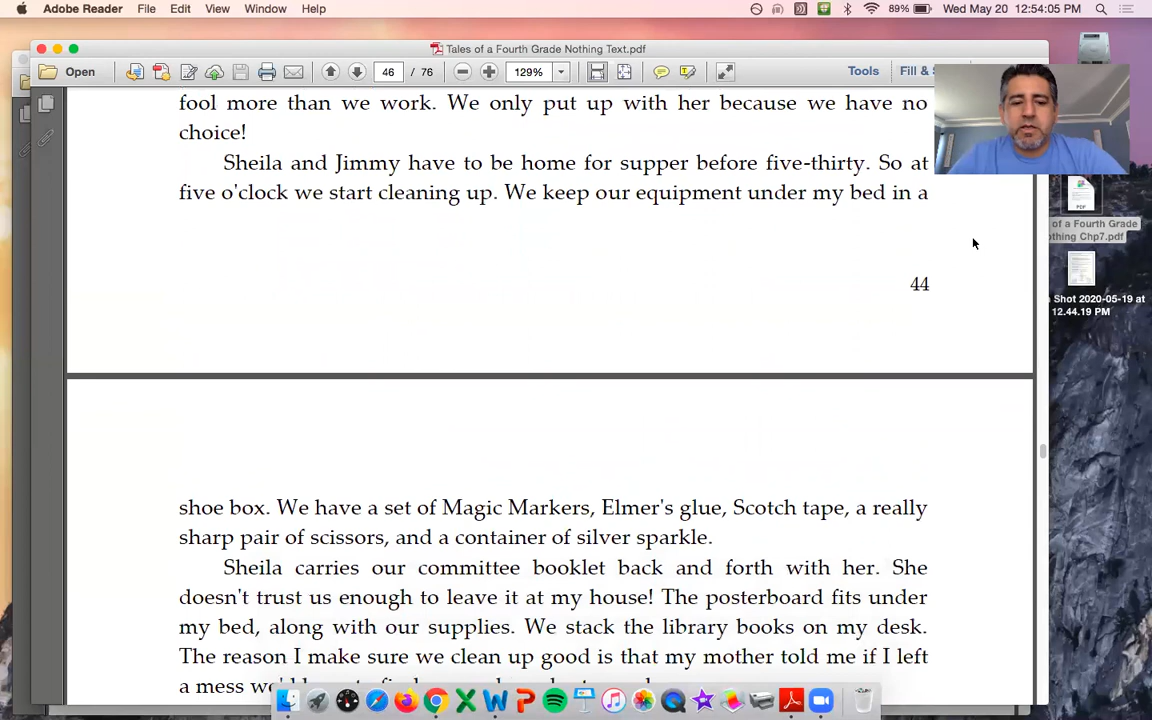 Adobe Reader File Edit View Window Help 89% Wed May 20 12:54:05 PM
Tales of a Fourth Grade Nothing Text.pdf
Open 46 / 76 129% Tools Fill &
fool more than we work. We only put up with her because we have no
choice!
Sheila and Jimmy have to be home for supper before five-thirty. So at
five o'clock we start cleaning up. We keep our equipment under my bed in a
44
PDF
of a Fourth Grade
Chp7.pdf
Shot 2020-05-19 at
12.44.19 PM
shoe box. We have a set of Magic Markers, Elmer's glue, Scotch tape, a really
sharp pair of scissors, and a container of silver sparkle.
Sheila carries our committee booklet back and forth with her. She
doesn't trust us enough to leave it at my house! The posterboard fits under
my bed, along with our supplies. We stack the library books on my desk.
The reason I make sure we clean up good is that my mother told me if I left
a mess